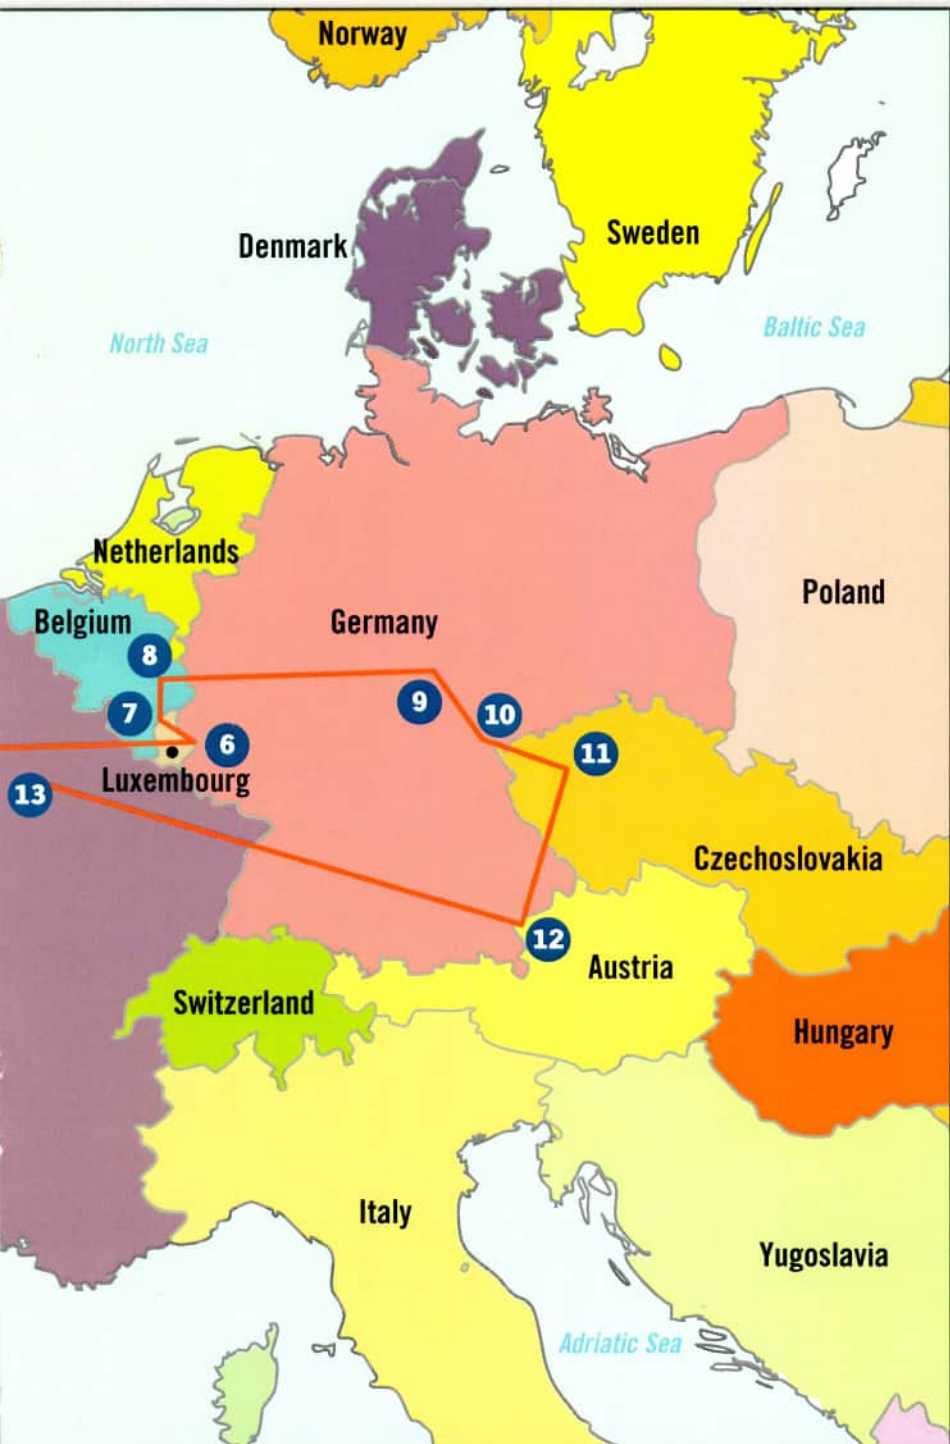 Norway
Sweden
Denmark
North Sea
Baltic Sea
Netherlands
Poland
Belgium
Germany
8
9
10
7
6
11
Luxembourg
13
Czechoslovakia
12
Austria
Switzerland
Hungary
Italy
Yugoslavia
Adriatic Sea